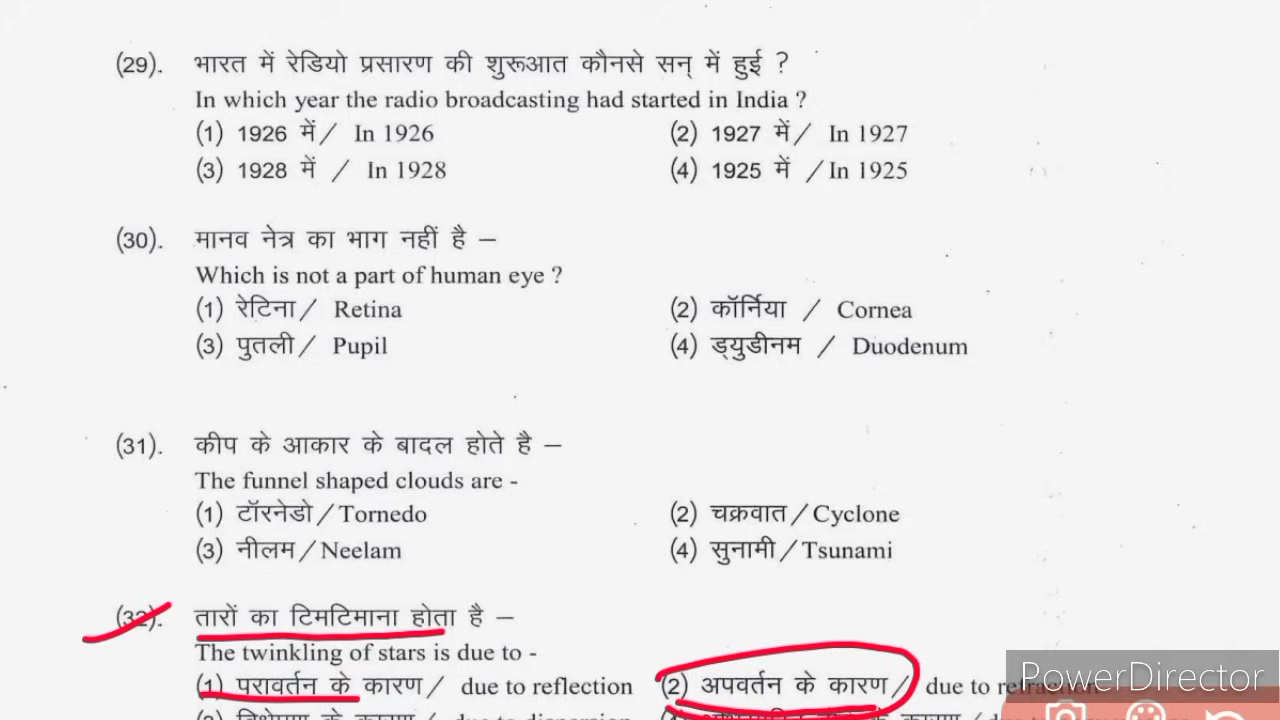 (29). भारत में रेडियो प्रसारण की शुरूआत कौनसे सन् में हुई ?
In which year the radio broadcasting had started in India ?
(1) 1926 में / In 1926 (2) 1927 में / In 1927
(3) 1928 में / In 1928 (4) 1925 में / In 1925
(30). मानव नेत्र का भाग नहीं है –
Which is not a part of human eye ?
(1) रेटिना / Retina (2) कॉर्निया / Cornea
(3) पुतली / Pupil (4) ड्युडीनम / Duodenum
(31). कीप के आकार के बादल होते है –
The funnel shaped clouds are -
(1) टॉरनेडो / Tornedo (2) चक्रवात / Cyclone
(3) नीलम / Neelam (4) सुनामी / Tsunami
(32). तारों का टिमटिमाना होता है –
The twinkling of stars is due to -
(1) परावर्तन के कारण / due to reflection (2) अपवर्तन के कारण / due to refraction
PowerDirector